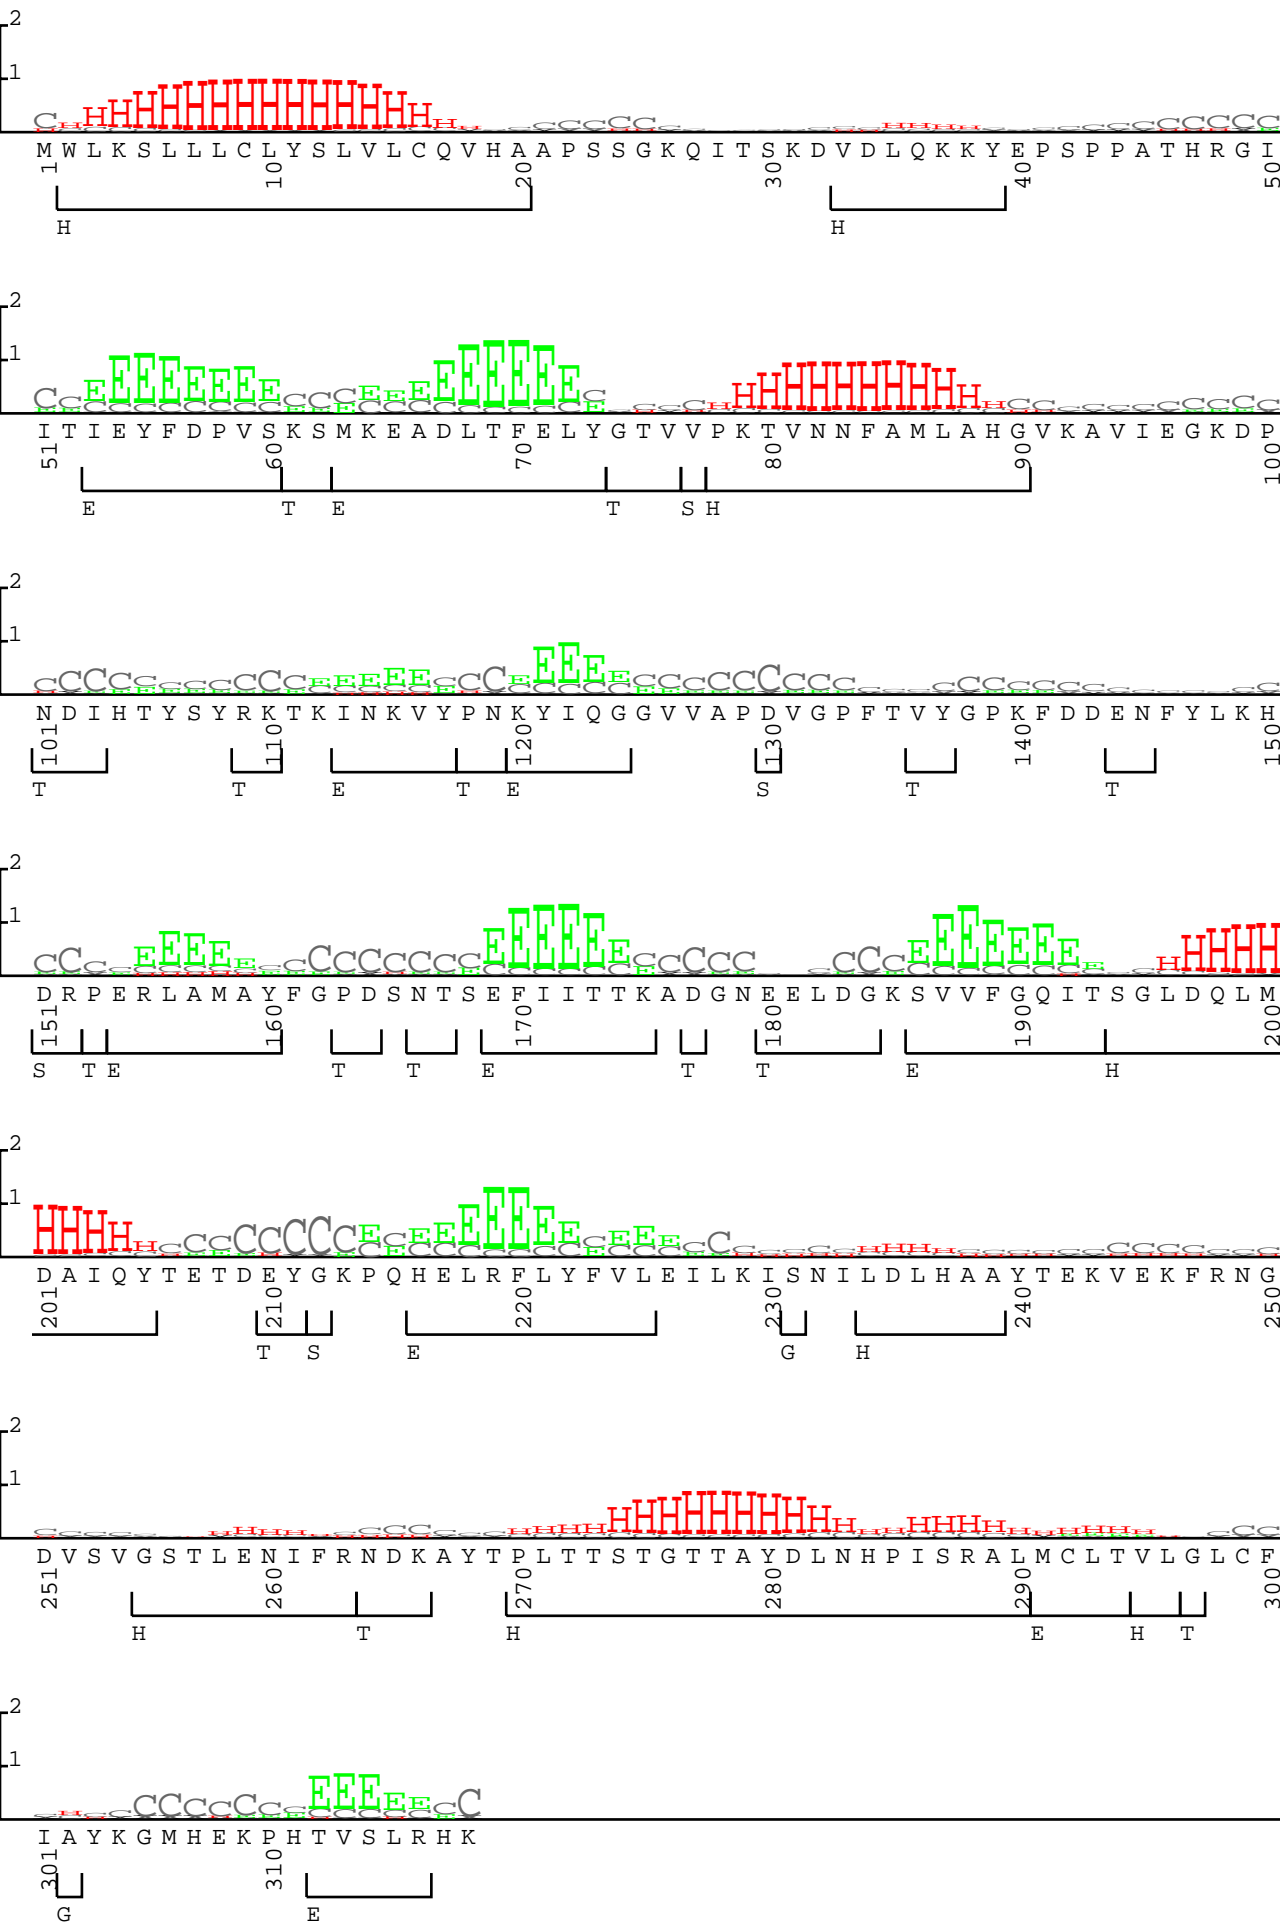 2
1
M W L K S L L L C L Y S L V L C Q V H A A P S S G K Q I T S K D V D L Q K K Y E P S P P A T H R G I
1 10 20 30 40 50
H H
2
1
I T I E Y F D P V S K S M K E A D L T F E L Y G T V V P K T V N N F A M L A H G V K A V I E G K D P
51 60 70 80 90 100
E T E T S H
2
1
N D I H T Y S Y R K T K I N K V Y P N K Y I Q G G V V A P D V G P F T V Y G P K F D D E N F Y L K H
101 110 120 130 140 150
T T E T E S T T
2
1
D R P E R L A M A Y F G P D S N T S E F I I T T K A D G N E E L D G K S V V F G Q I T S G L D Q L M
151 160 170 180 190 200
S T E T T E T T E H
2
1
D A I Q Y T E T D E Y G K P Q H E L R F L Y F V L E I L K I S N I L D L H A A Y T E K V E K F R N G
201 210 220 230 240 250
T S E G H
2
1
D V S V G S T L E N I F R N D K A Y T P L T T S T G T T A Y D L N H P I S R A L M C L T V L G L C F
251 260 270 280 290 300
H T H E H T
2
1
I A Y K G M H E K P H T V S L R H K
301 310
G E